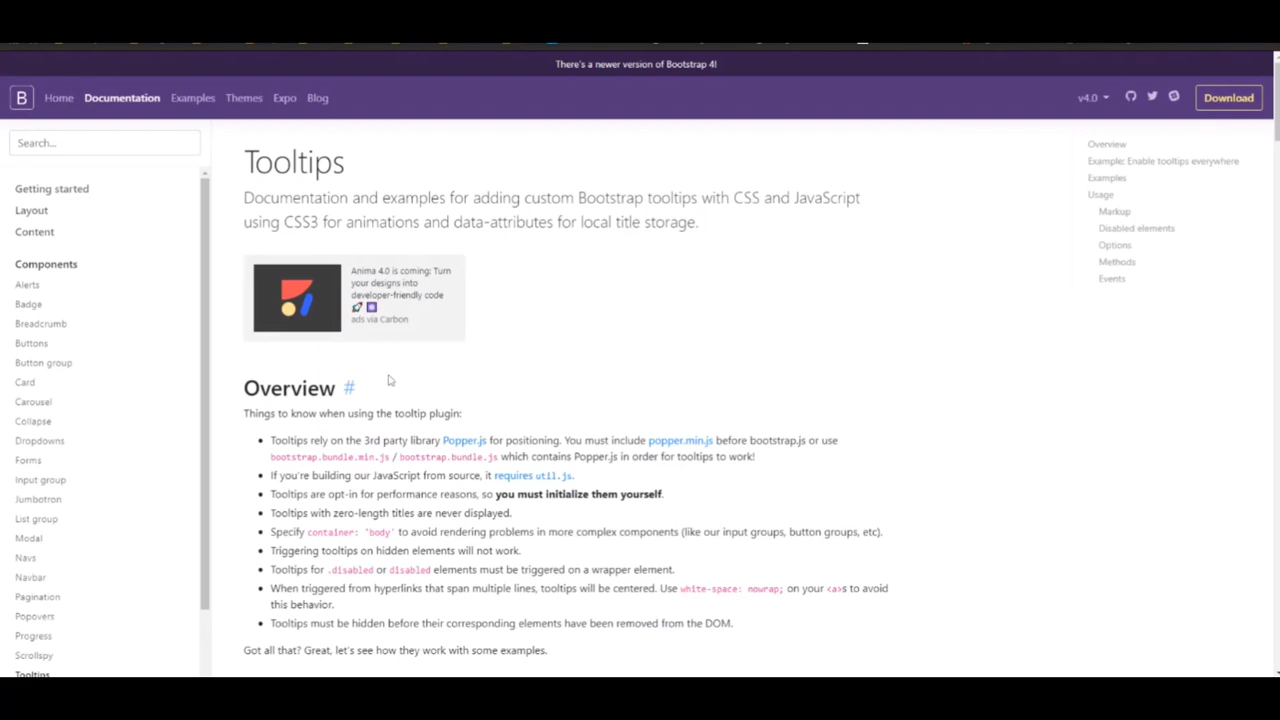 There's a newer version of Bootstrap 4!
B Home Documentation Examples Themes Expo Blog v4.0 Download
Search...
Getting started
Layout
Content
Components
Alerts
Badge
Breadcrumb
Buttons
Button group
Card
Carousel
Collapse
Dropdowns
Forms
Input group
Jumbotron
List group
Modal
Navs
Navbar
Pagination
Popovers
Progress
Scrollspy
Tooltips
Tooltips
Documentation and examples for adding custom Bootstrap tooltips with CSS and JavaScript
using CSS3 for animations and data-attributes for local title storage.
Anima 4.0 is coming: Turn
your designs into
developer-friendly code
ads via Carbon
Overview #
Things to know when using the tooltip plugin:
Tooltips rely on the 3rd party library Popper.js for positioning. You must include popper.min.js before bootstrap.js or use
bootstrap.bundle.min.js / bootstrap.bundle.js which contains Popper.js in order for tooltips to work!
If you're building our JavaScript from source, it requires util.js.
Tooltips are opt-in for performance reasons, so you must initialize them yourself.
Tooltips with zero-length titles are never displayed.
Specify container: 'body' to avoid rendering problems in more complex components (like our input groups, button groups, etc).
Triggering tooltips on hidden elements will not work.
Tooltips for .disabled or disabled elements must be triggered on a wrapper element.
When triggered from hyperlinks that span multiple lines, tooltips will be centered. Use white-space: nowrap; on your <a>s to avoid
this behavior.
Tooltips must be hidden before their corresponding elements have been removed from the DOM.
Got all that? Great, let's see how they work with some examples.
Overview
Example: Enable tooltips everywhere
Examples
Usage
Markup
Disabled elements
Options
Methods
Events